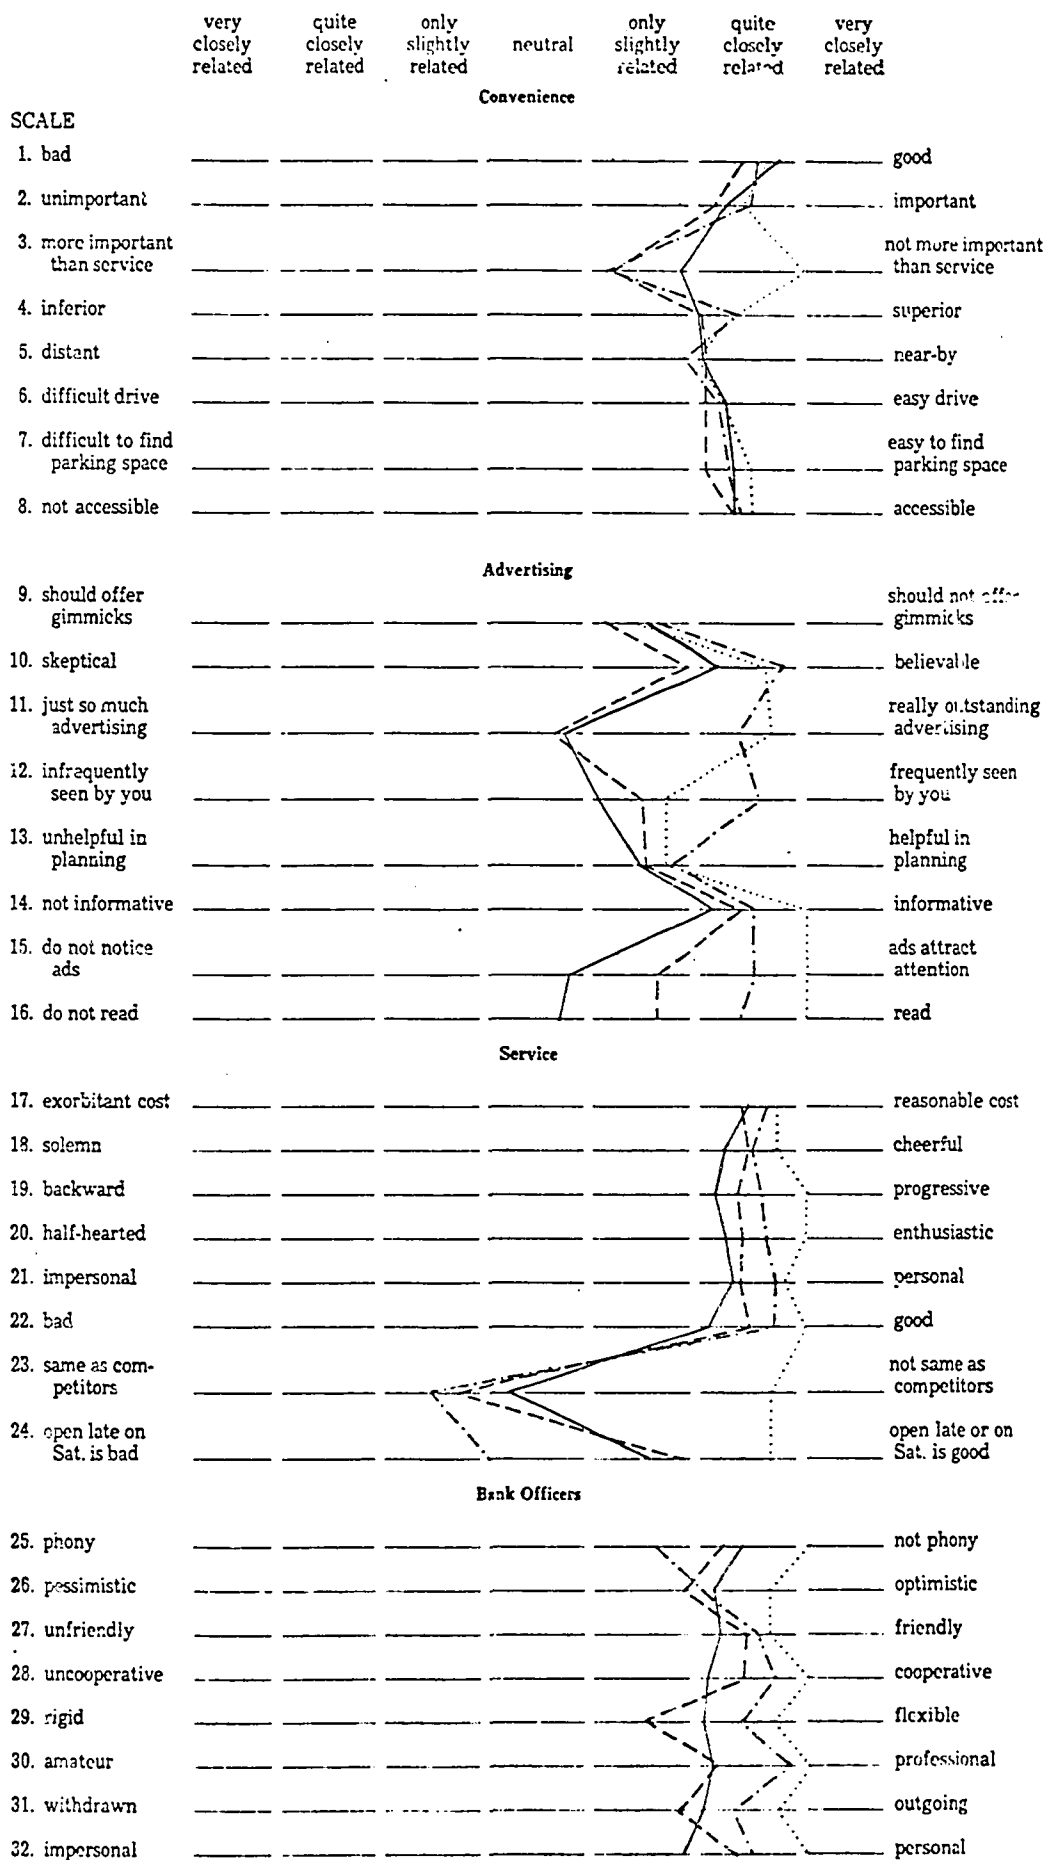 very quite only neutral only quite very
closely closely slightly slightly closely closely
related related related related related related
Convenience
SCALE
1. bad good
2. unimportant important
3. more important not more important
than service than service
4. inferior superior
5. distant near-by
6. difficult drive easy drive
7. difficult to find easy to find
parking space parking space
8. not accessible accessible
Advertising
9. should offer should not offer
gimmicks gimmicks
10. skeptical believable
11. just so much really outstanding
advertising advertising
12. infrequently frequently seen
seen by you by you
13. unhelpful in helpful in
planning planning
14. not informative informative
15. do not notice ads attract
ads attention
16. do not read read
Service
17. exorbitant cost reasonable cost
18. solemn cheerful
19. backward progressive
20. half-hearted enthusiastic
21. impersonal personal
22. bad good
23. same as com- not same as
petitors competitors
24. open late on open late or on
Sat. is bad Sat. is good
Bank Officers
25. phony not phony
26. pessimistic optimistic
27. unfriendly friendly
28. uncooperative cooperative
29. rigid flexible
30. amateur professional
31. withdrawn outgoing
32. impersonal personal